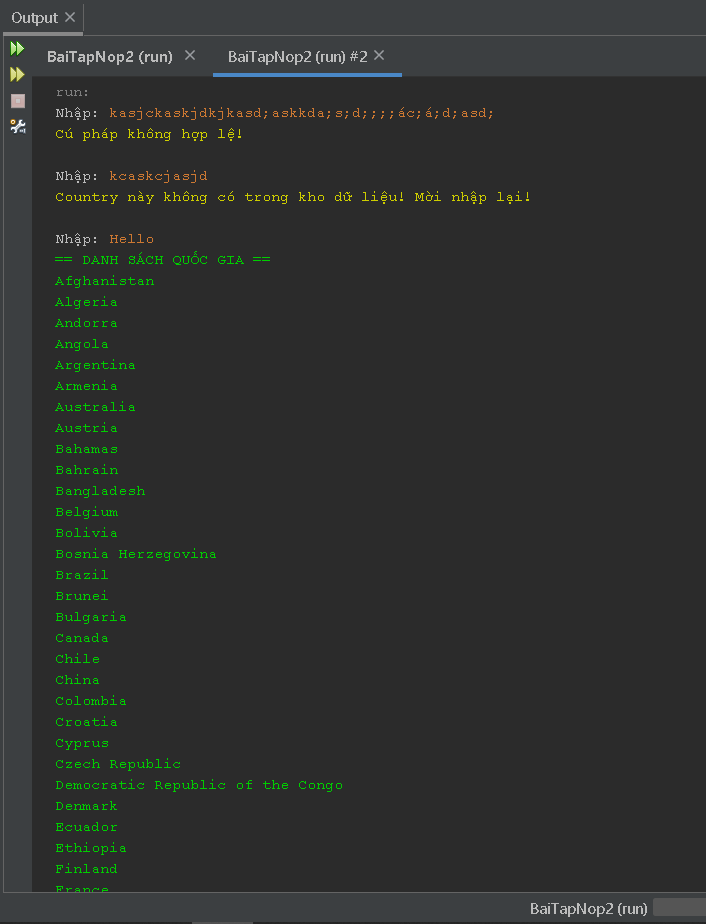 Output
BaiTapNop2 (run) BaiTapNop2 (run) #2
run:
Nhập: kasjckaskjdkjkasd;askkda;s;d;;;;ác;á;d;asd;
Cú pháp không hợp lệ!
Nhập: kcaskcjasjd
Country này không có trong kho dữ liệu! Mời nhập lại!
Nhập: Hello
== DANH SÁCH QUỐC GIA ==
Afghanistan
Algeria
Andorra
Angola
Argentina
Armenia
Australia
Austria
Bahamas
Bahrain
Bangladesh
Belgium
Bolivia
Bosnia Herzegovina
Brazil
Brunei
Bulgaria
Canada
Chile
China
Colombia
Croatia
Cyprus
Czech Republic
Democratic Republic of the Congo
Denmark
Ecuador
Ethiopia
Finland
France
BaiTapNop2 (run)